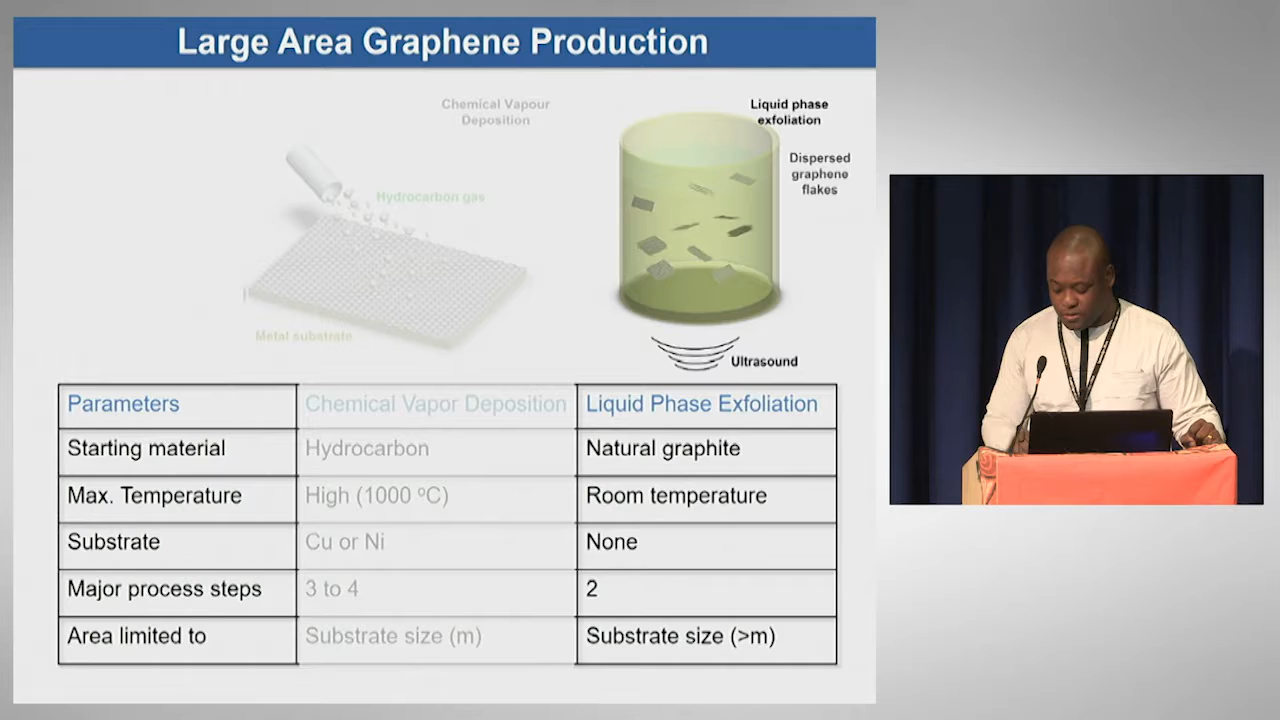 Large Area Graphene Production
Chemical Vapour
Deposition
Hydrocarbon gas
Metal substrate
Liquid phase
exfoliation
Dispersed
graphene
flakes
Ultrasound
Parameters Chemical Vapor Deposition Liquid Phase Exfoliation
Starting material Hydrocarbon Natural graphite
Max. Temperature High (1000 ºC) Room temperature
Substrate Cu or Ni None
Major process steps 3 to 4 2
Area limited to Substrate size (m) Substrate size (>m)